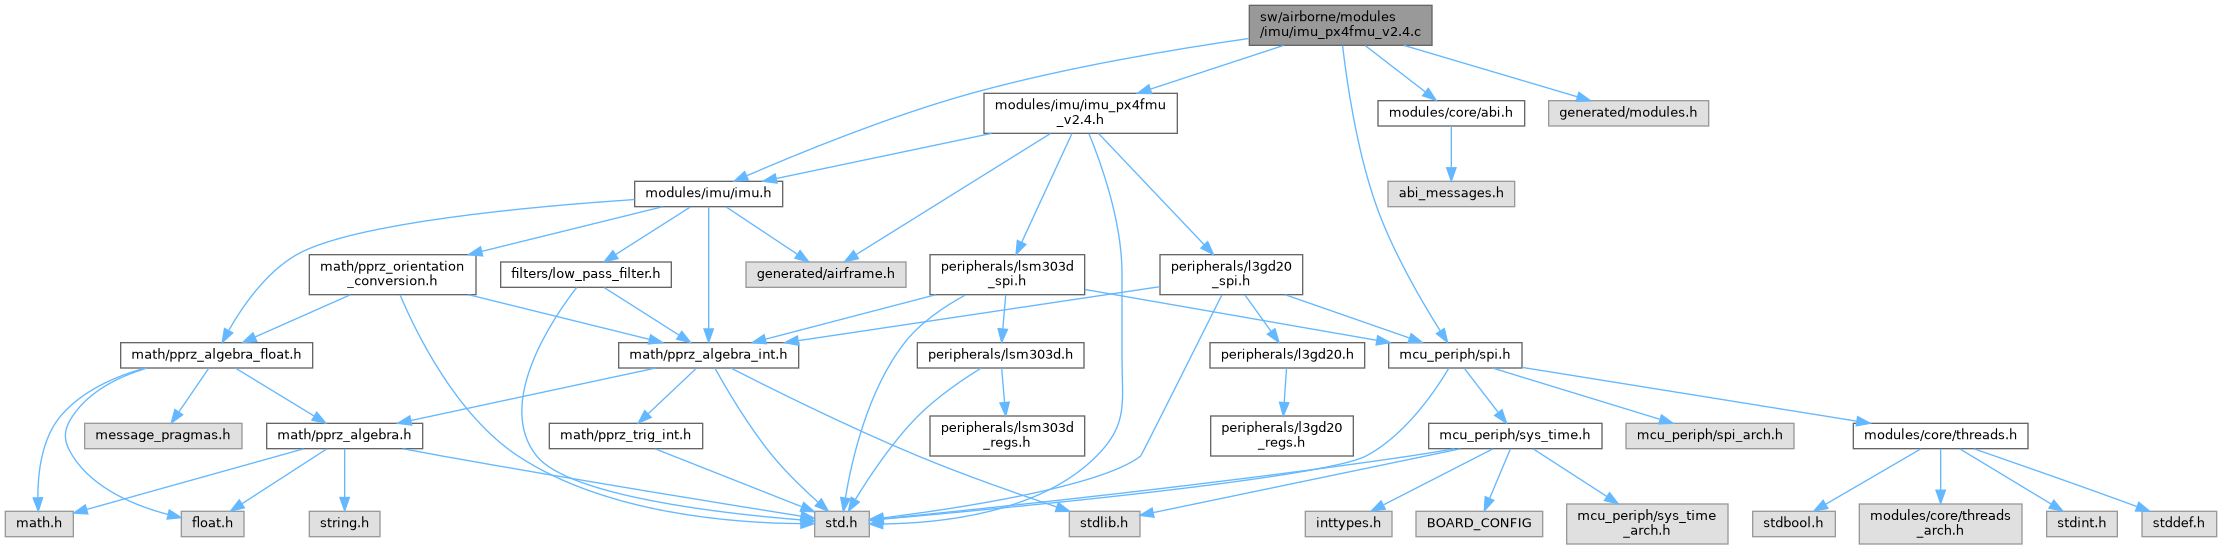 sw/airborne/modules
/imu/imu_px4fmu_v2.4.c
modules/imu/imu_px4fmu
_v2.4.h
modules/core/abi.h
generated/modules.h
modules/imu/imu.h
abi_messages.h
math/pprz_orientation
_conversion.h
filters/low_pass_filter.h
generated/airframe.h
peripherals/lsm303d
_spi.h
peripherals/l3gd20
_spi.h
math/pprz_algebra_float.h
math/pprz_algebra_int.h
peripherals/lsm303d.h
peripherals/l3gd20.h
mcu_periph/spi.h
message_pragmas.h
math/pprz_algebra.h
math/pprz_trig_int.h
peripherals/lsm303d
_regs.h
peripherals/l3gd20
_regs.h
mcu_periph/sys_time.h
mcu_periph/spi_arch.h
modules/core/threads.h
math.h
float.h
string.h
std.h
stdlib.h
inttypes.h
BOARD_CONFIG
mcu_periph/sys_time
_arch.h
stdbool.h
modules/core/threads
_arch.h
stdint.h
stddef.h